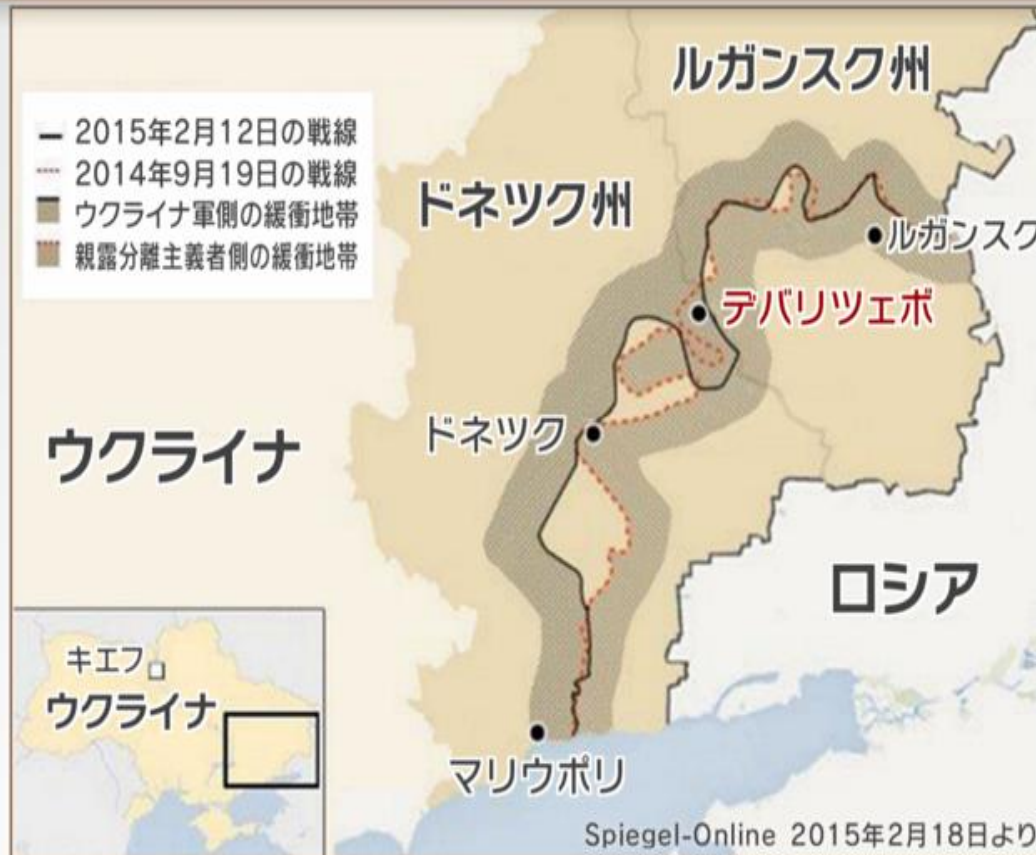 ルガンスク州
2015年2月12日の戦線
2014年9月19日の戦線
ウクライナ軍側の緩衝地帯
親露分離主義者側の緩衝地帯
ドネツク州
ルガンスク
デバリツェボ
ドネツク
ウクライナ
ロシア
キエフ
ウクライナ
マリウポリ
Spiegel-Online 2015年2月18日より